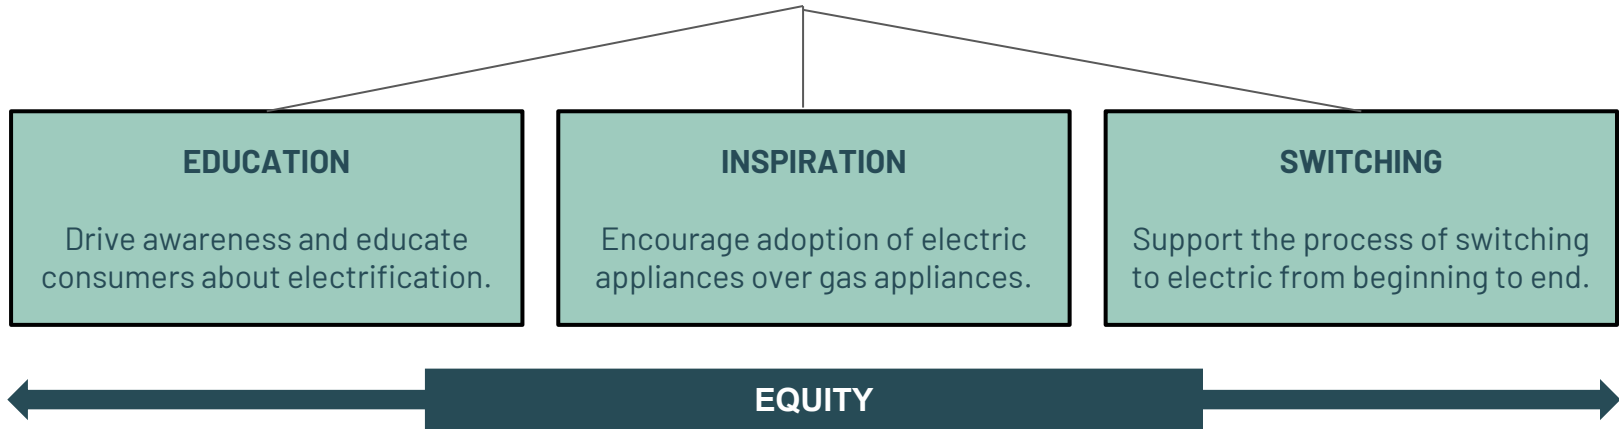 EDUCATION
Drive awareness and educate
consumers about electrification.
INSPIRATION
Encourage adoption of electric
appliances over gas appliances.
SWITCHING
Support the process of switching
to electric from beginning to end.
EQUITY